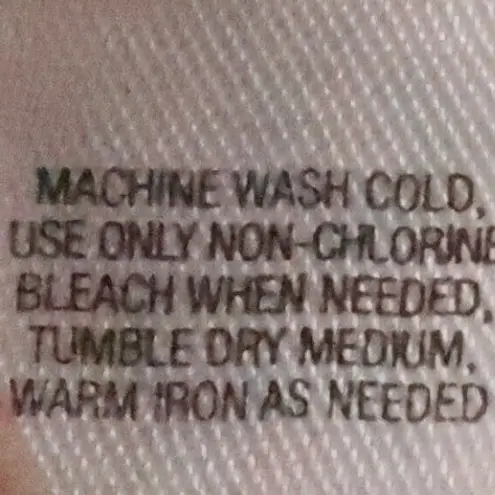 MACHINE WASH COLD,
USE ONLY NON-CHLORINE
BLEACH WHEN NEEDED,
TUMBLE DRY MEDIUM,
WARM IRON AS NEEDED